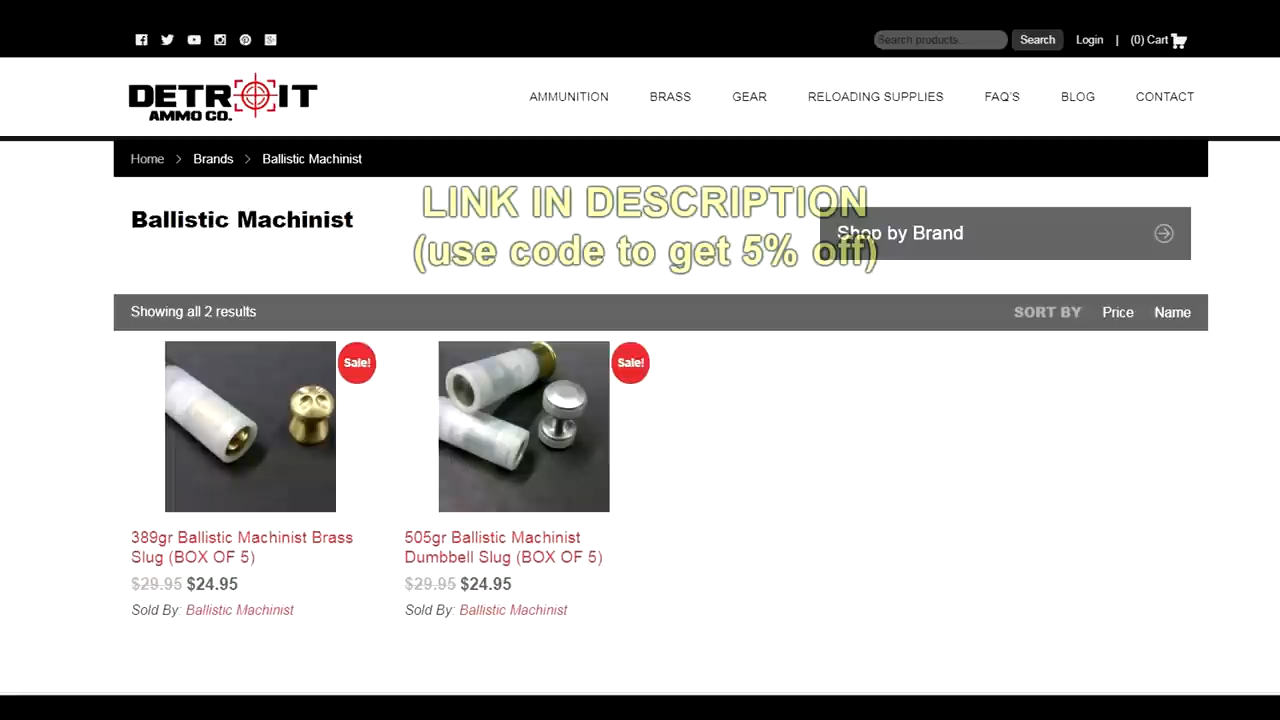 Search products...
Search
Login
|
(0) Cart
DETROIT
AMMO CO.
AMMUNITION
BRASS
GEAR
RELOADING SUPPLIES
FAQ'S
BLOG
CONTACT
Home > Brands > Ballistic Machinist
LINK IN DESCRIPTION
(use code to get 5% off)
Ballistic Machinist
Shop by Brand
Showing all 2 results
SORT BY
Price
Name
Sale!
Sale!
389gr Ballistic Machinist Brass
Slug (BOX OF 5)
$29.95 $24.95
Sold By: Ballistic Machinist
505gr Ballistic Machinist
Dumbbell Slug (BOX OF 5)
$29.95 $24.95
Sold By: Ballistic Machinist